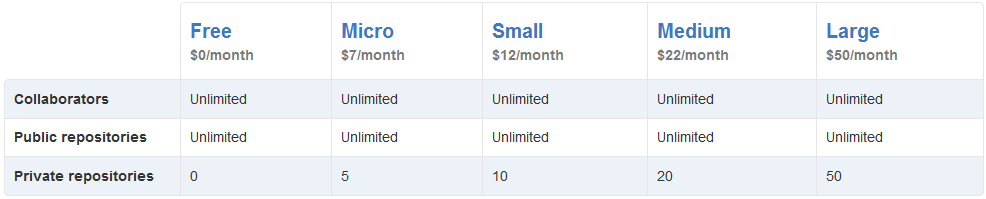 Free Micro Small Medium Large
$0/month $7/month $12/month $22/month $50/month
Collaborators Unlimited Unlimited Unlimited Unlimited Unlimited
Public repositories Unlimited Unlimited Unlimited Unlimited Unlimited
Private repositories 0 5 10 20 50